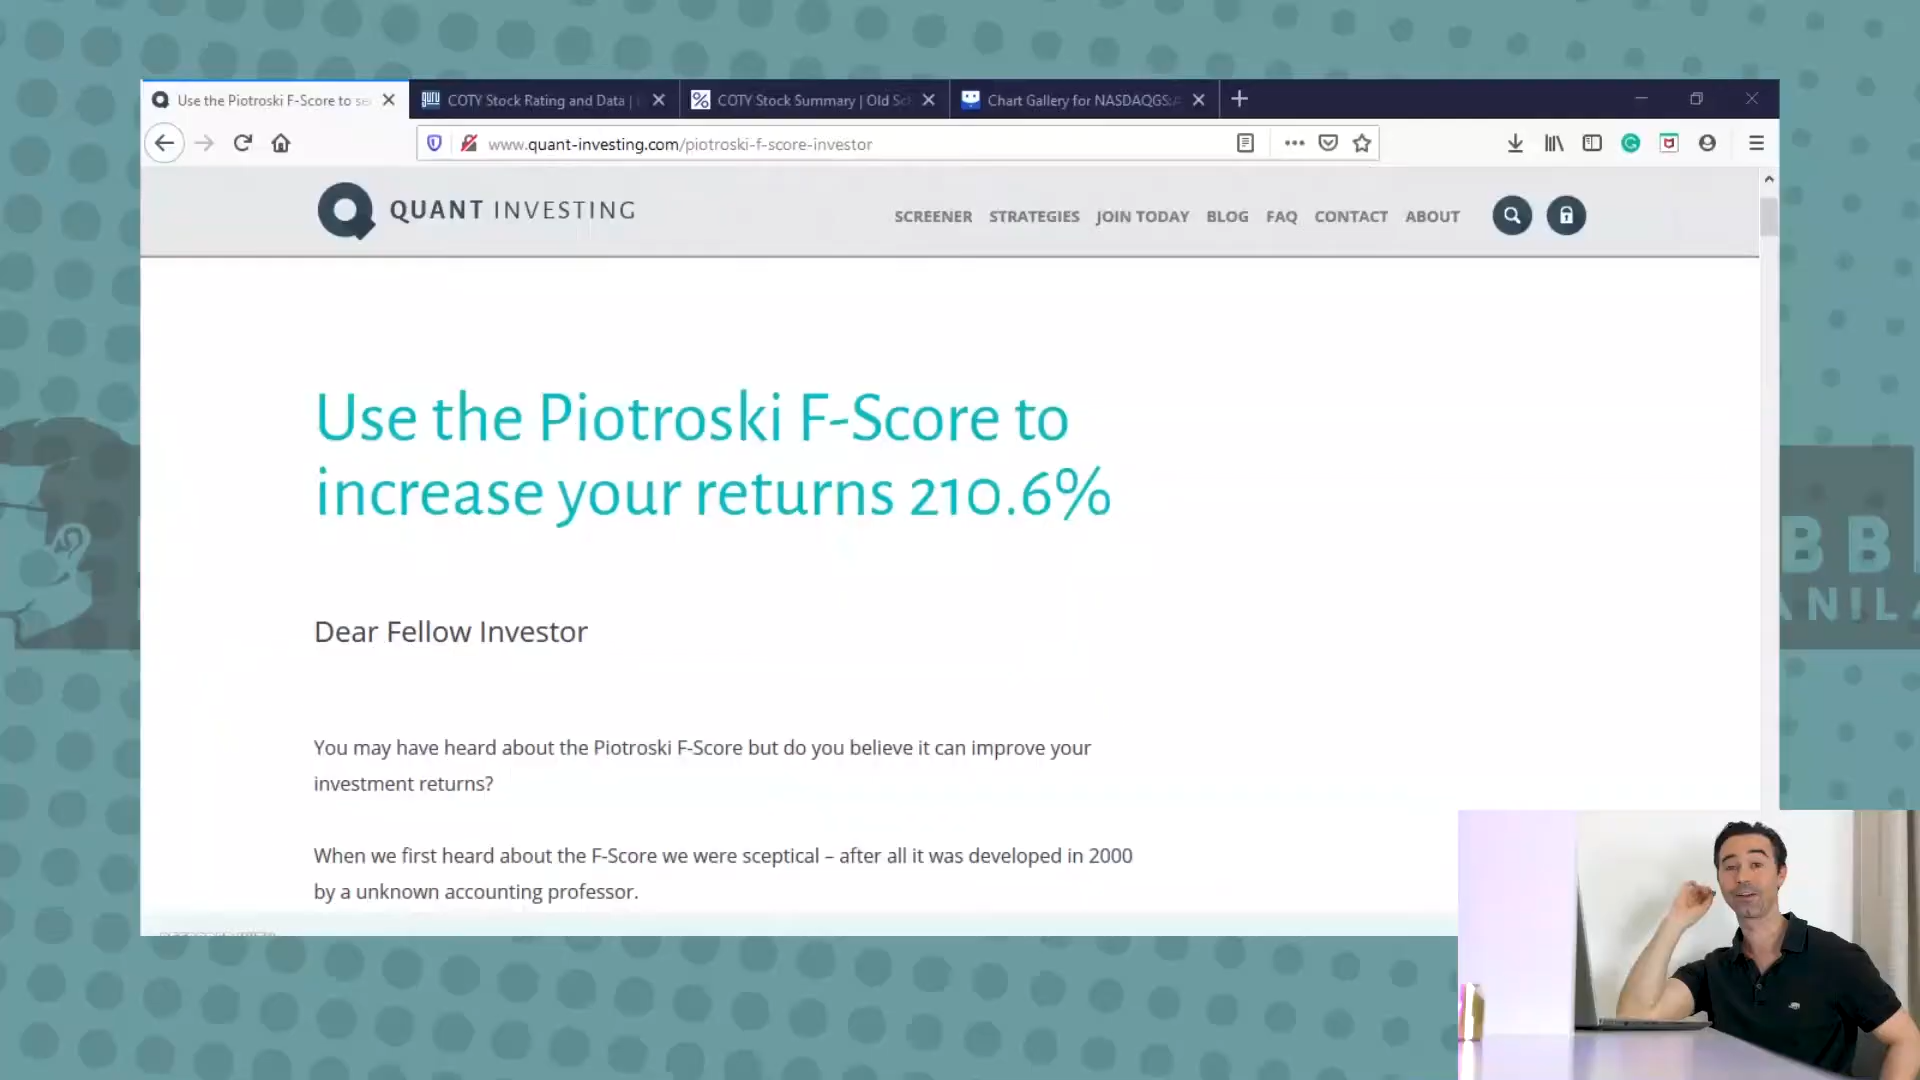 Use the Piotroski F-Score to se
COTY Stock Rating and Data |
COTY Stock Summary | Old Sc
Chart Gallery for NASDAQGS:
www.quant-investing.com/piotroski-f-score-investor
QUANT INVESTING
SCREENER STRATEGIES JOIN TODAY BLOG FAQ CONTACT ABOUT
Use the Piotroski F-Score to
increase your returns 210.6%
Dear Fellow Investor
You may have heard about the Piotroski F-Score but do you believe it can improve your
investment returns?
When we first heard about the F-Score we were sceptical – after all it was developed in 2000
by a unknown accounting professor.
BB
ANILA